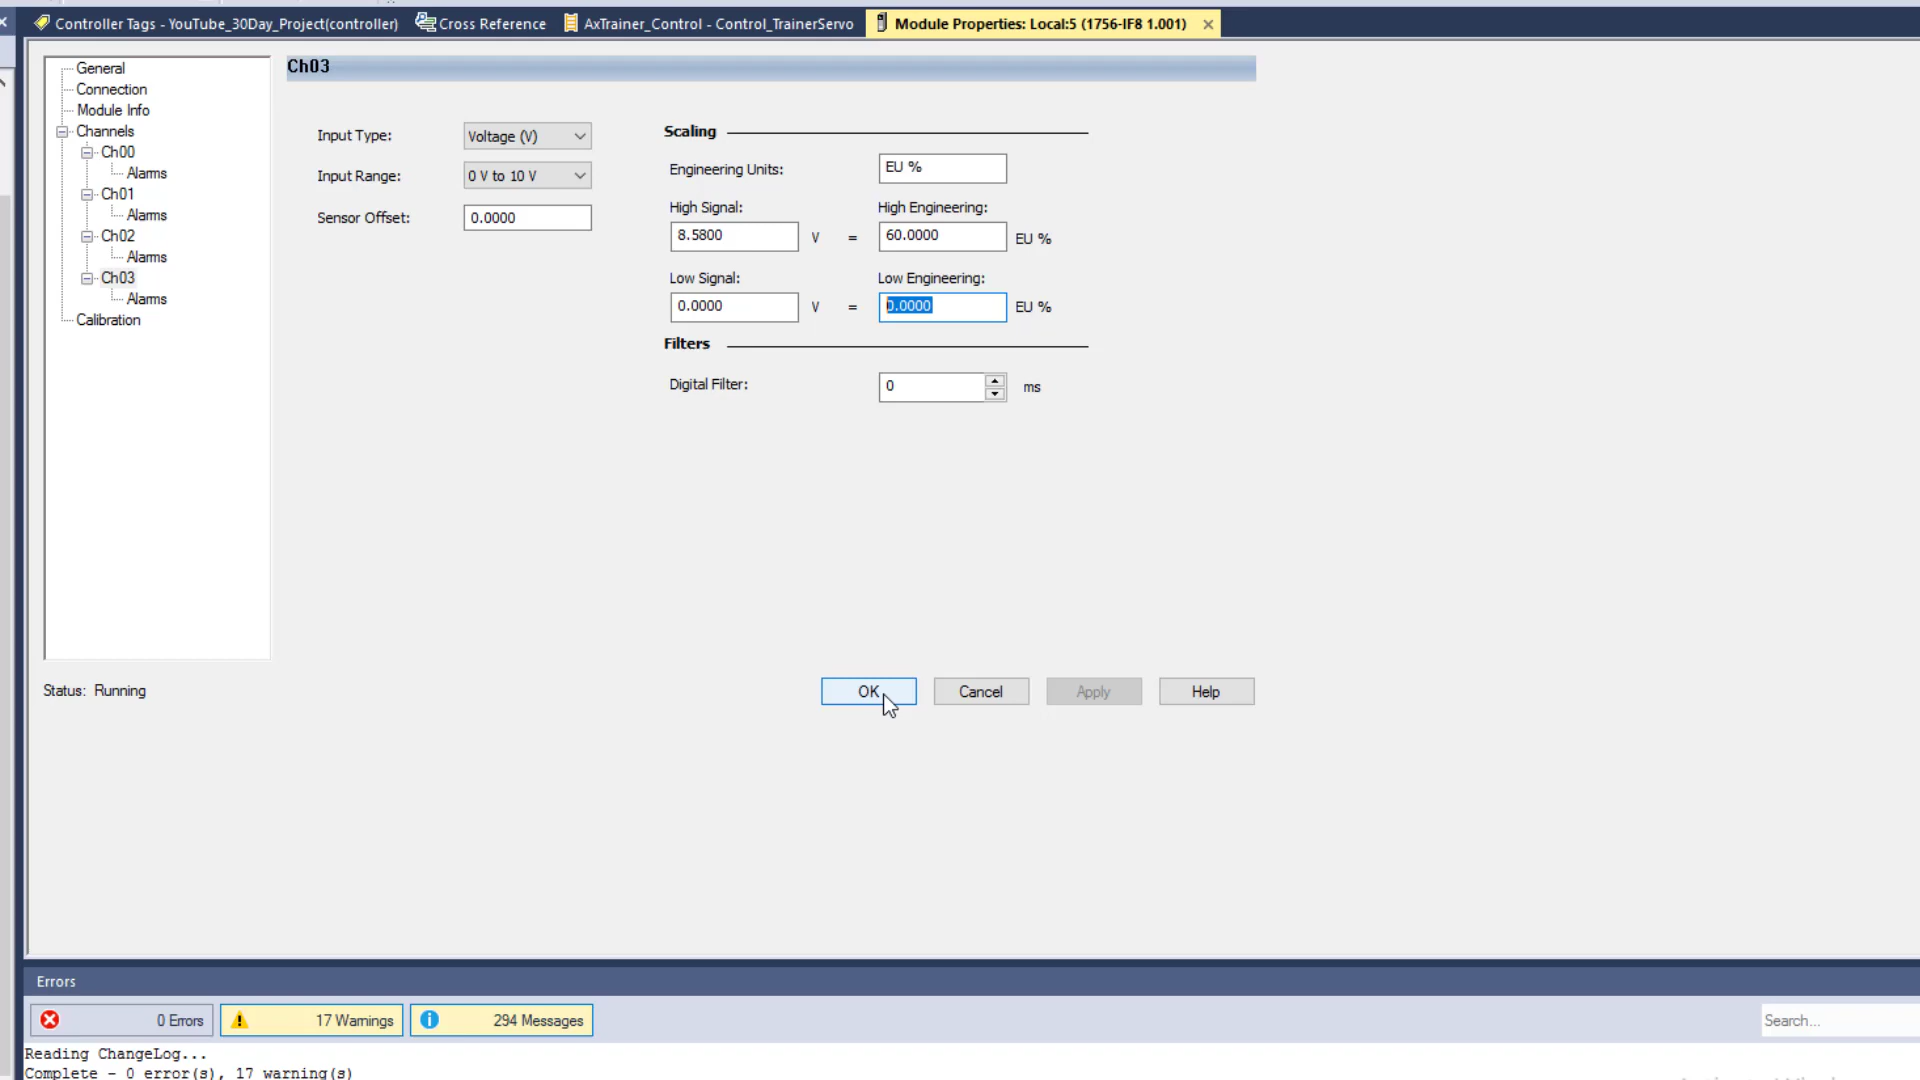 Controller Tags - YouTube_30Day_Project(controller)
Cross Reference
AxTrainer_Control - Control_TrainerServo
Module Properties: Local:5 (1756-IF8 1.001)
General
Connection
Module Info
Channels
Ch00
Alarms
Ch01
Alarms
Ch02
Alarms
Ch03
Alarms
Calibration
Ch03
Input Type:
Voltage (V)
Input Range:
0 V to 10 V
Sensor Offset:
0.0000
Scaling
Engineering Units:
EU %
High Signal:
High Engineering:
8.5800 V = 60.0000 EU %
Low Signal:
Low Engineering:
0.0000 V = 0.0000 EU %
Filters
Digital Filter:
0 ms
Status: Running
OK
Cancel
Apply
Help
Errors
0 Errors
17 Warnings
294 Messages
Search...
Reading ChangeLog...
Complete - 0 error(s), 17 warning(s)